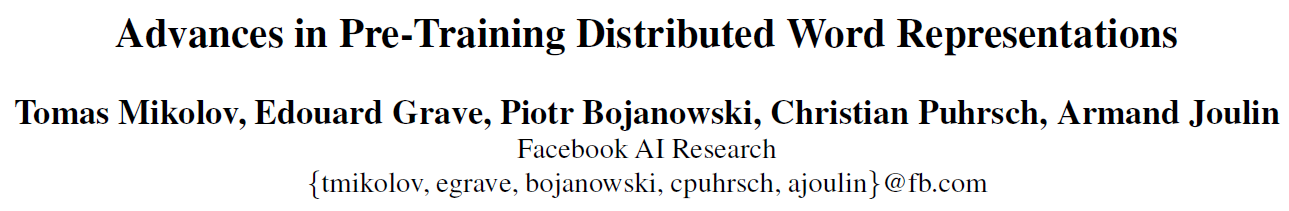 Advances in Pre-Training Distributed Word Representations
Tomas Mikolov, Edouard Grave, Piotr Bojanowski, Christian Puhrsch, Armand Joulin
Facebook AI Research
{tmikolov, egrave, bojanowski, cpuhrsch, ajoulin}@fb.com